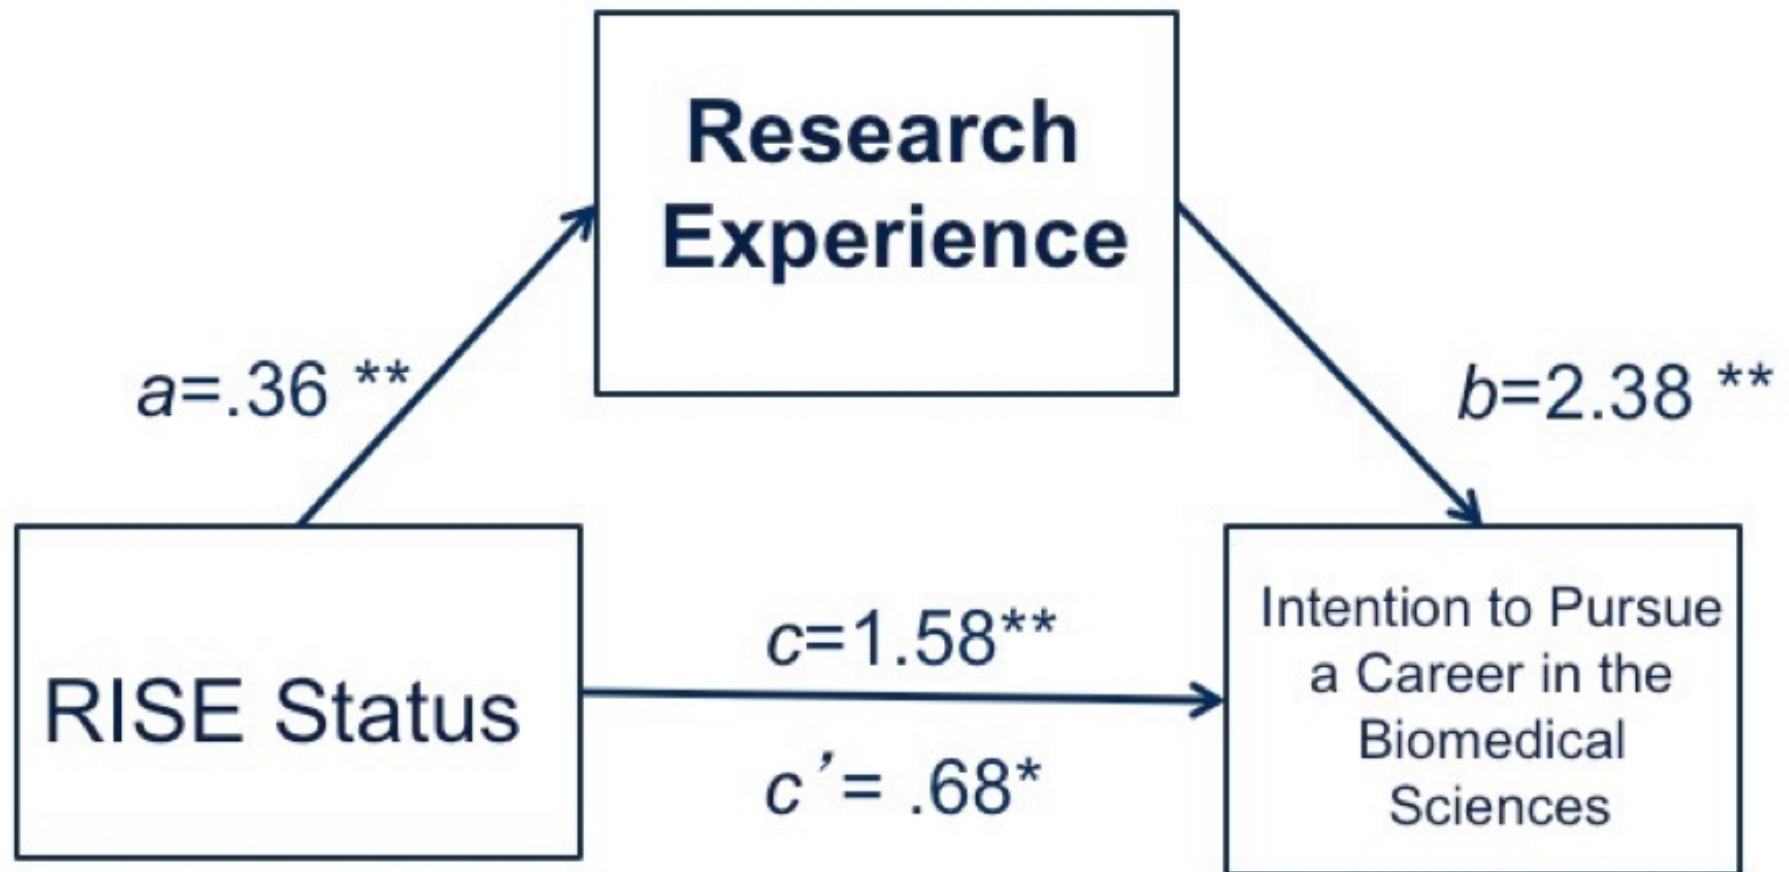 Research
Experience
a=.36 **
b=2.38 **
RISE Status
c=1.58**
c’= .68*
Intention to Pursue
a Career in the
Biomedical
Sciences